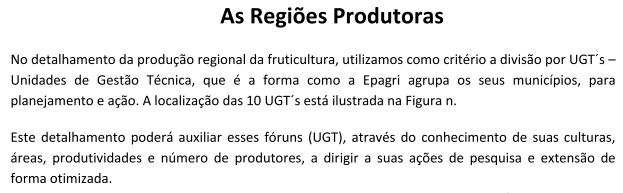 As Regiões Produtoras
No detalhamento da produção regional da fruticultura, utilizamos como critério a divisão por UGT´s –
Unidades de Gestão Técnica, que é a forma como a Epagri agrupa os seus municípios, para
planejamento e ação. A localização das 10 UGT´s está ilustrada na Figura n.
Este detalhamento poderá auxiliar esses fóruns (UGT), através do conhecimento de suas culturas,
áreas, produtividades e número de produtores, a dirigir a suas ações de pesquisa e extensão de
forma otimizada.